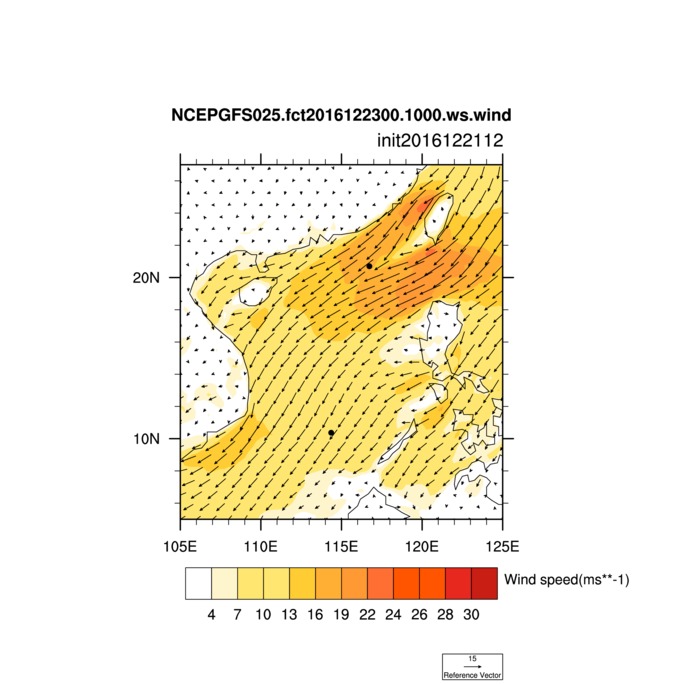 NCEPGFS025.fct2016122300.1000.ws.wind
init2016122112
20N
10N
105E 110E 115E 120E 125E
Wind speed(ms**-1)
4 7 10 13 16 19 22 24 26 28 30
15
Reference Vector